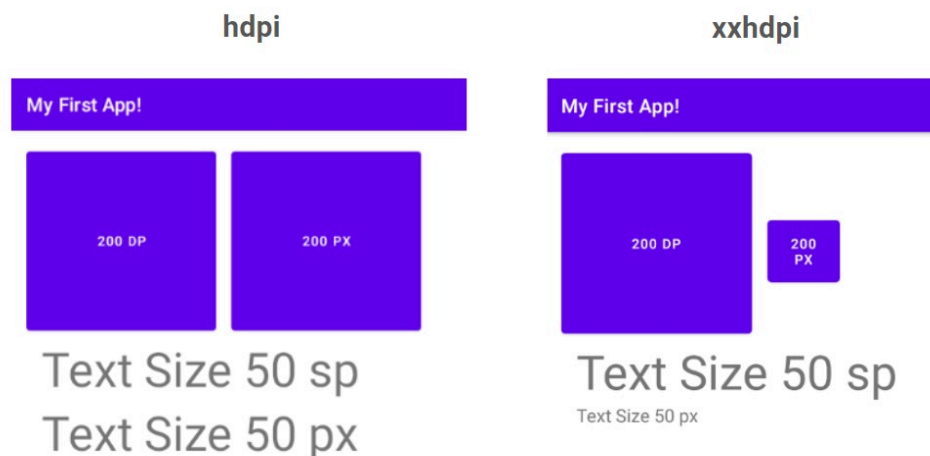 hdpi
xxhdpi
My First App!
200 DP
200 PX
Text Size 50 sp
Text Size 50 px
My First App!
200 DP
200
PX
Text Size 50 sp
Text Size 50 px